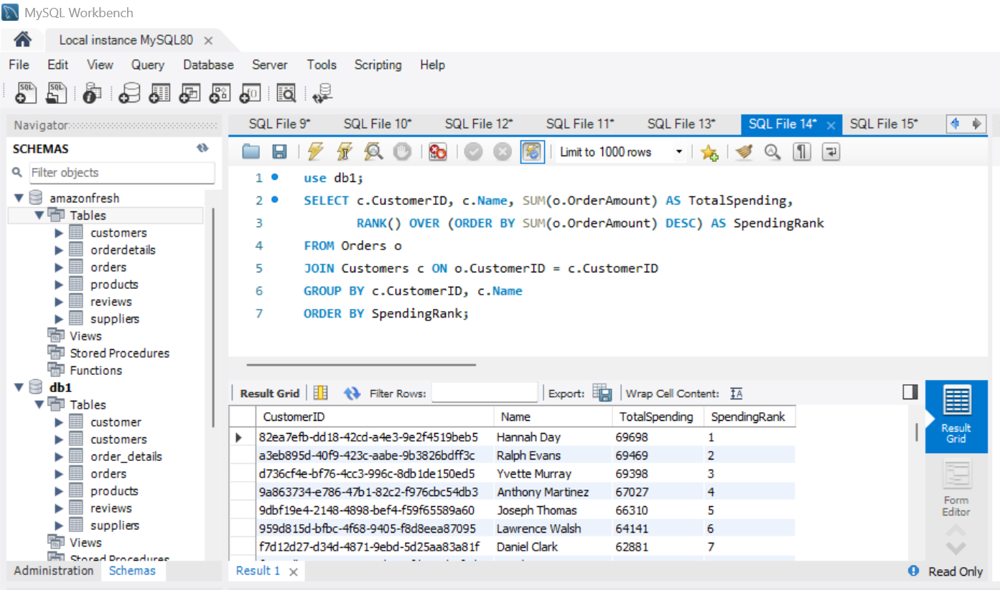 MySQL Workbench
Local instance MySQL80
File Edit View Query Database Server Tools Scripting Help
Navigator
SCHEMAS
Filter objects
amazonfresh
Tables
customers
orderdetails
orders
products
reviews
suppliers
Views
Stored Procedures
Functions
db1
Tables
customer
customers
order_details
orders
products
reviews
suppliers
Views
Stored Procedures
Administration Schemas
SQL File 9* SQL File 10* SQL File 12* SQL File 11* SQL File 13* SQL File 14* SQL File 15*
Limit to 1000 rows
1 use db1;
2 SELECT c.CustomerID, c.Name, SUM(o.OrderAmount) AS TotalSpending,
3 RANK() OVER (ORDER BY SUM(o.OrderAmount) DESC) AS SpendingRank
4 FROM Orders o
5 JOIN Customers c ON o.CustomerID = c.CustomerID
6 GROUP BY c.CustomerID, c.Name
7 ORDER BY SpendingRank;
Result Grid Filter Rows: Export: Wrap Cell Content:
CustomerID Name TotalSpending SpendingRank
82ea7efb-dd18-42cd-a4e3-9e2f4519beb5 Hannah Day 69698 1
a3eb895d-40f9-423c-aabe-9b3826bdff3c Ralph Evans 69469 2
d736cf4e-bf76-4cc3-996c-8db1de150ed5 Yvette Murray 69398 3
9a863734-e786-47b1-82c2-f976cbc54db3 Anthony Martinez 67027 4
9dbf19e4-2148-4898-bef4-f59f65589a60 Joseph Thomas 66310 5
959d815d-bfbc-4f68-9405-f8d8eea87095 Lawrence Walsh 64141 6
f7d12d27-d34d-4871-9ebd-5d25aa83a81f Daniel Clark 62881 7
Result
Grid
Form
Editor
Result 1
Read Only